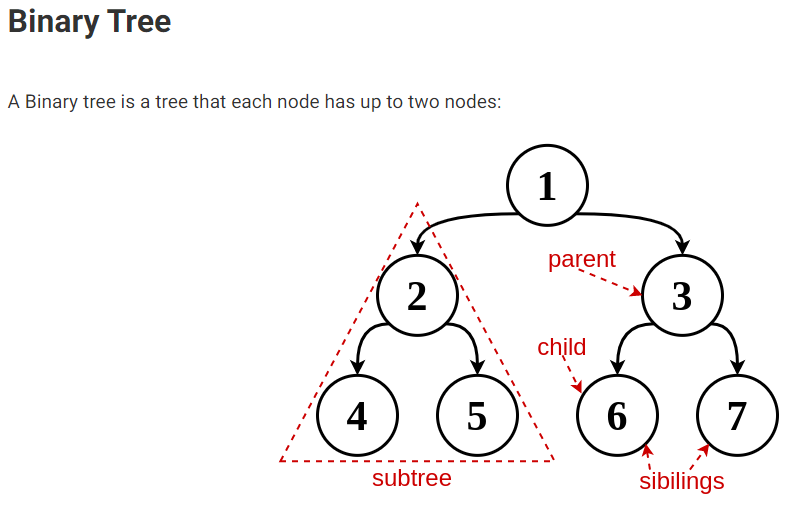 Binary Tree
A Binary tree is a tree that each node has up to two nodes:
1
parent
2
3
child
4
5
6
7
subtree
sibilings